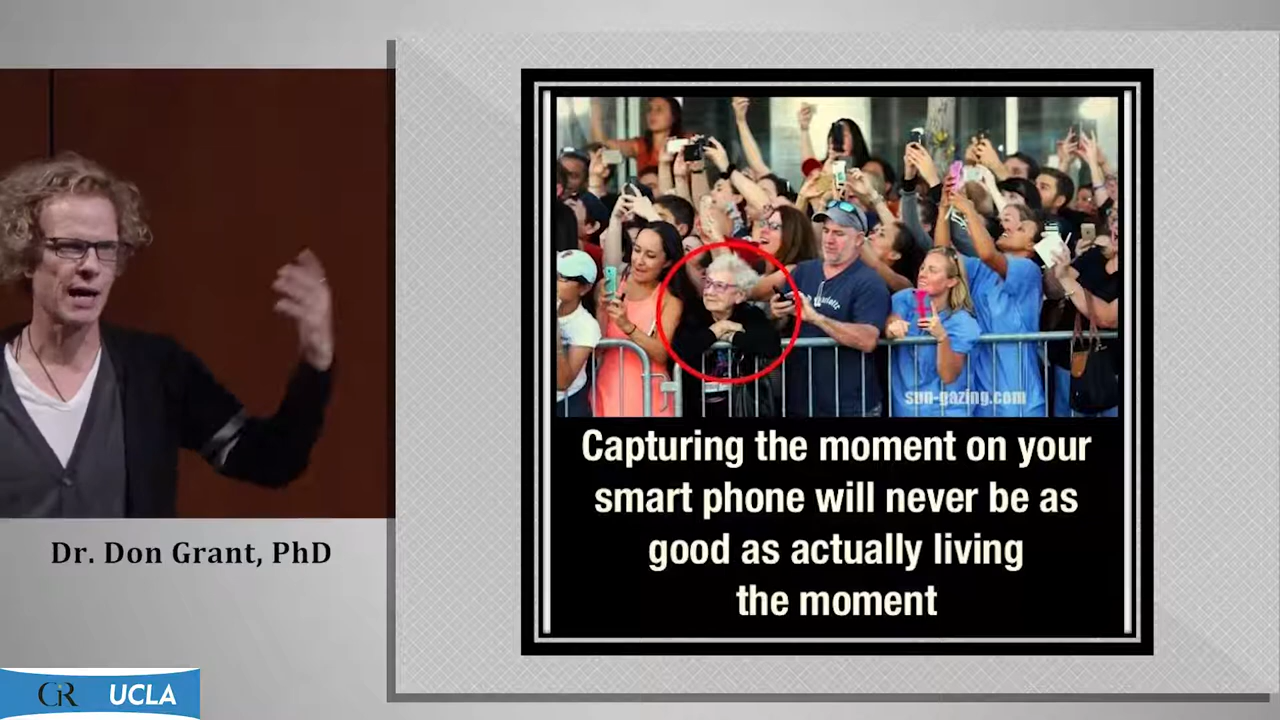 sun-gazing.com
Capturing the moment on your
smart phone will never be as
good as actually living
the moment
Dr. Don Grant, PhD
CiR UCLA